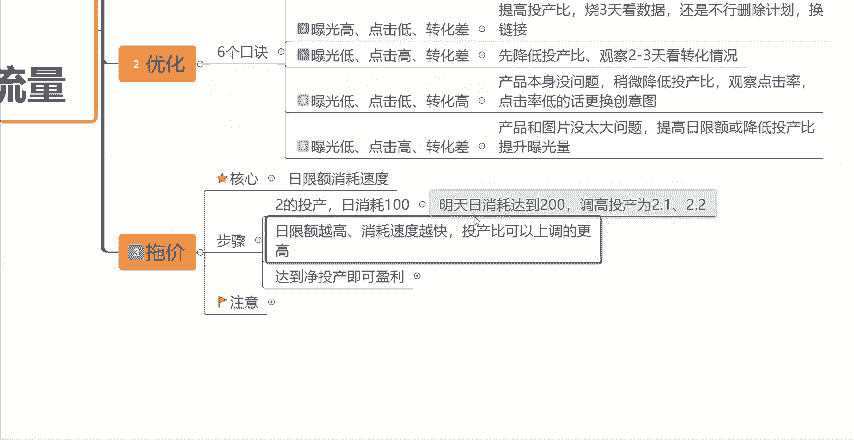 流量
2 优化
6个口诀
曝光高、点击低、转化差
提高投产比，烧3天看数据，还是不行删除计划，换
链接
曝光低、点击高、转化差
先降低投产比、观察2-3天看转化情况
曝光低、点击低、转化高
产品本身没问题，稍微降低投产比，观察点击率，
点击率低的话更换创意图
曝光低、点击高、转化差
产品和图片没太大问题，提高日限额或降低投产比
提升曝光量
3 拖价
核心
日限额消耗速度
步骤
2的投产，日消耗100
明天日消耗达到200，调高投产为2.1、2.2
日限额越高、消耗速度越快，投产比可以上调的更
高
达到净投产即可盈利
注意